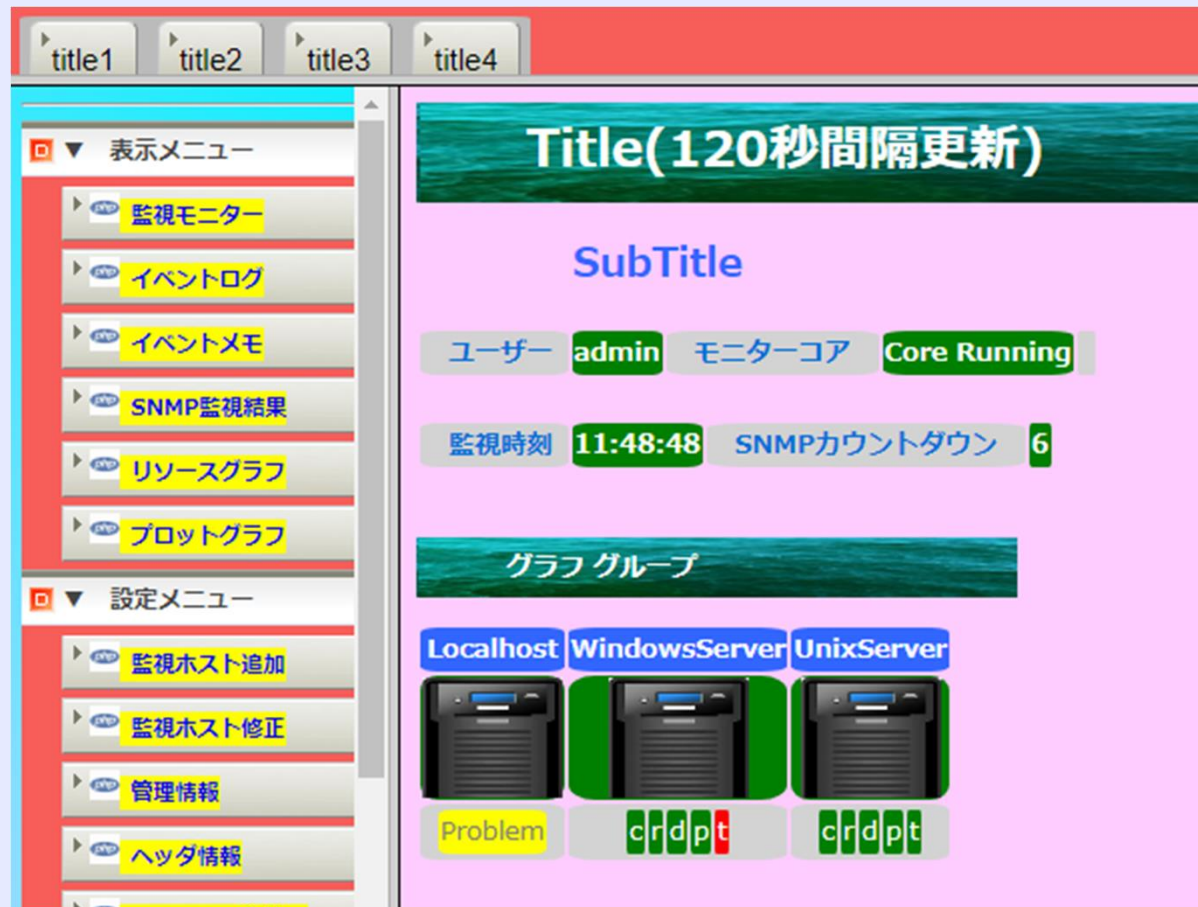 title1 title2 title3 title4
表示メニュー
監視モニター
イベントログ
イベントメモ
SNMP監視結果
リソースグラフ
プロットグラフ
設定メニュー
監視ホスト追加
監視ホスト修正
管理情報
ヘッダ情報
Title(120秒間隔更新)
SubTitle
ユーザー admin モニターコア Core Running
監視時刻 11:48:48 SNMPカウントダウン 6
グラフ グループ
Localhost WindowsServer UnixServer
Problem c r d p t c r d p t